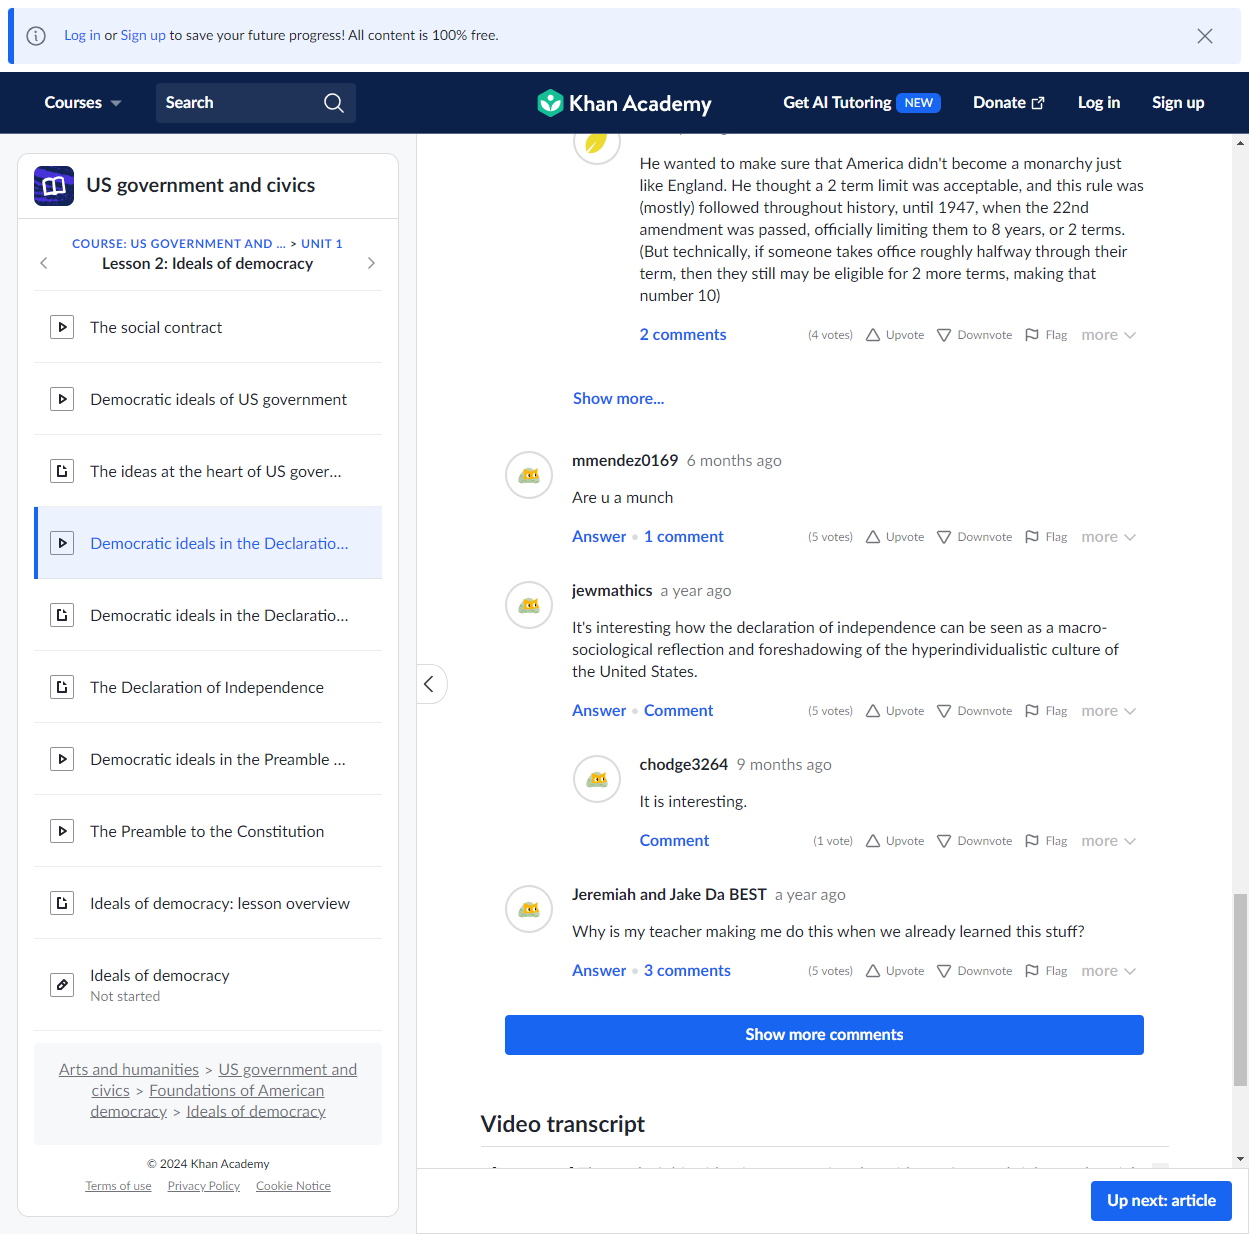 Log in or Sign up to save your future progress! All content is 100% free.
Courses
Search
Khan Academy
Get AI Tutoring NEW
Donate
Log in
Sign up
US government and civics
COURSE: US GOVERNMENT AND ... > UNIT 1
Lesson 2: Ideals of democracy
The social contract
Democratic ideals of US government
The ideas at the heart of US gover...
Democratic ideals in the Declaratio...
Democratic ideals in the Declaratio...
The Declaration of Independence
Democratic ideals in the Preamble ...
The Preamble to the Constitution
Ideals of democracy: lesson overview
Ideals of democracy
Not started
Arts and humanities > US government and
civics > Foundations of American
democracy > Ideals of democracy
© 2024 Khan Academy
Terms of use Privacy Policy Cookie Notice
He wanted to make sure that America didn't become a monarchy just
like England. He thought a 2 term limit was acceptable, and this rule was
(mostly) followed throughout history, until 1947, when the 22nd
amendment was passed, officially limiting them to 8 years, or 2 terms.
(But technically, if someone takes office roughly halfway through their
term, then they still may be eligible for 2 more terms, making that
number 10)
2 comments (4 votes) Upvote Downvote Flag more
Show more...
mmendez0169 6 months ago
Are u a munch
Answer • 1 comment (5 votes) Upvote Downvote Flag more
jewmathics a year ago
It's interesting how the declaration of independence can be seen as a macro-
sociological reflection and foreshadowing of the hyperindividualistic culture of
the United States.
Answer • Comment (5 votes) Upvote Downvote Flag more
chodge3264 9 months ago
It is interesting.
Comment (1 vote) Upvote Downvote Flag more
Jeremiah and Jake Da BEST a year ago
Why is my teacher making me do this when we already learned this stuff?
Answer • 3 comments (5 votes) Upvote Downvote Flag more
Show more comments
Video transcript
Up next: article